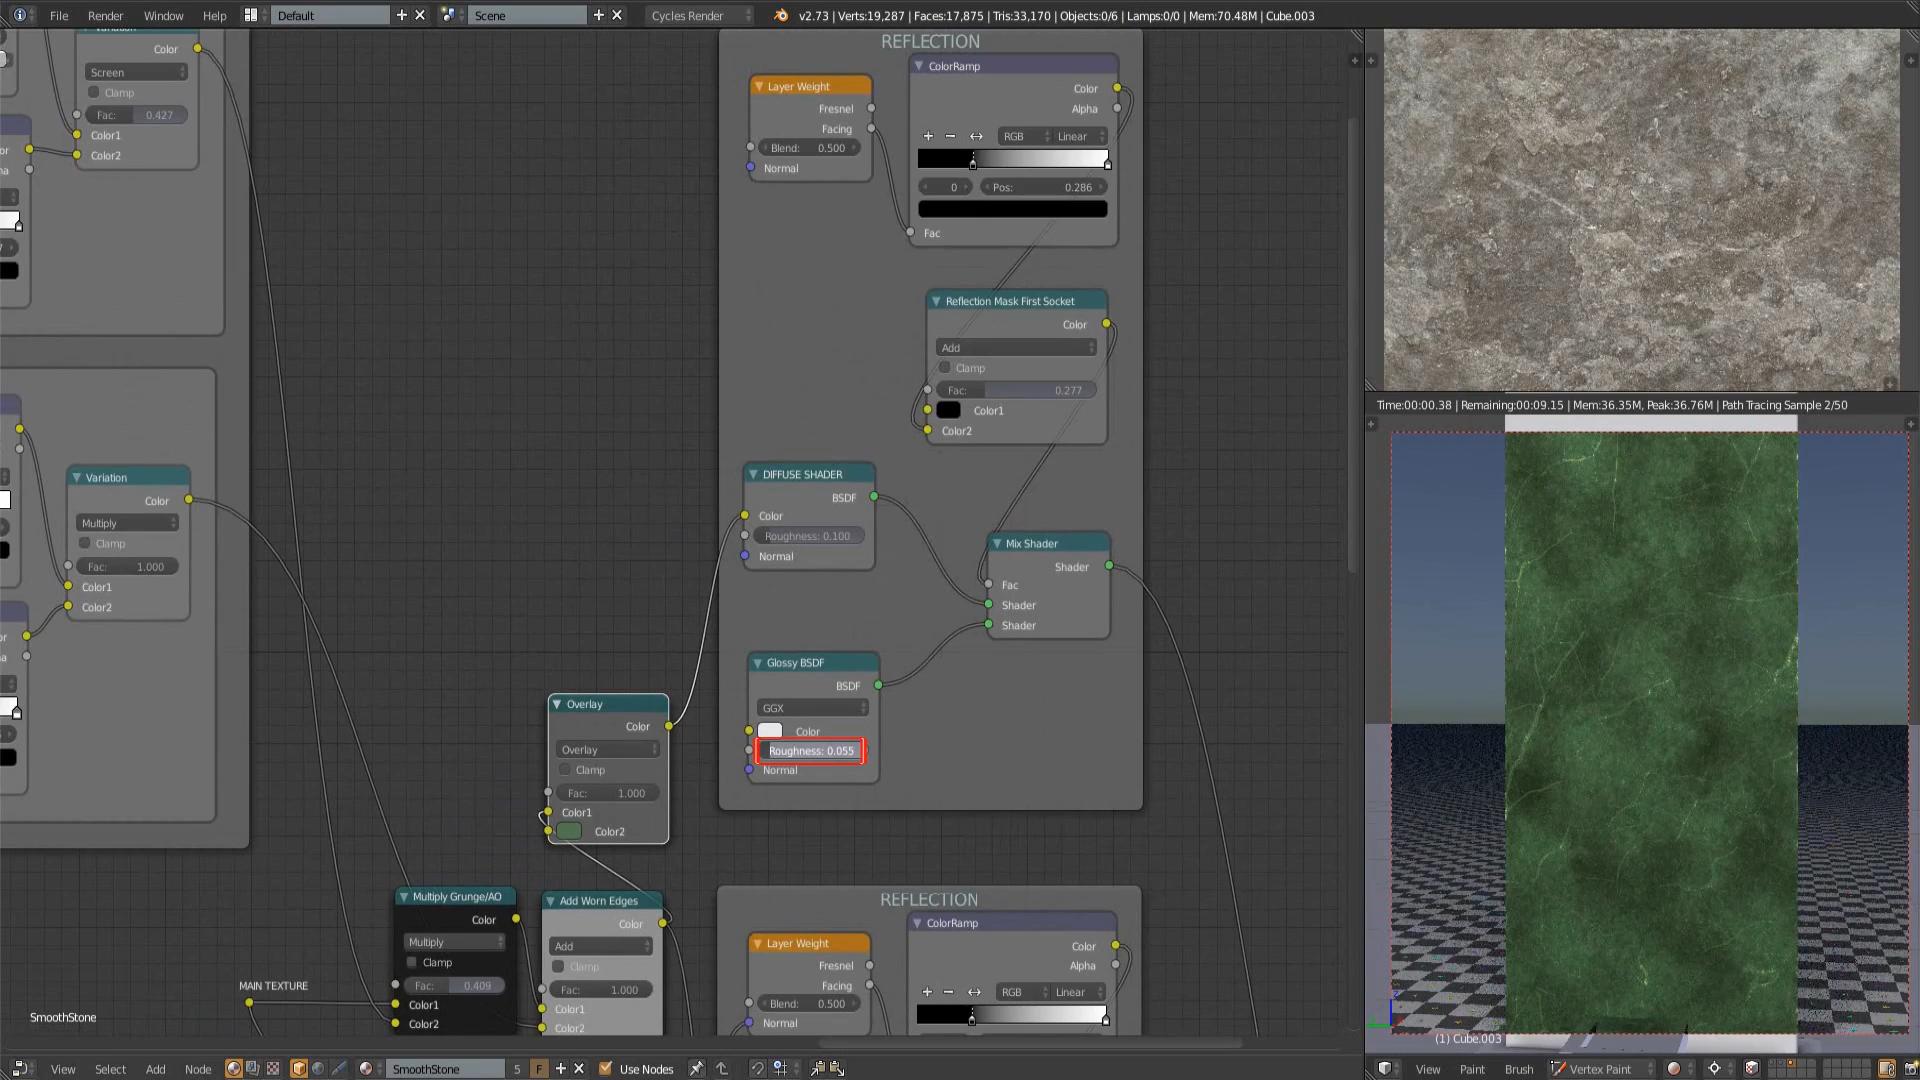 File Render Window Help Default Scene Cycles Render v2.73 | Verts:19,287 | Faces:17,875 | Tris:33,170 | Objects:0/6 | Lamps:0/0 | Mem:70.48M | Cube.003
Color
Screen
Clamp
Fac: 0.427
Color1
Color2
Variation
Color
Multiply
Clamp
Fac: 1.000
Color1
Color2
REFLECTION
Layer Weight
Fresnel
Facing
Blend: 0.500
Normal
ColorRamp
Color
Alpha
RGB Linear
0 Pos: 0.286
Fac
Reflection Mask First Socket
Color
Add
Clamp
Fac: 0.277
Color1
Color2
DIFFUSE SHADER
BSDF
Color
Roughness: 0.100
Normal
Mix Shader
Shader
Fac
Shader
Shader
Glossy BSDF
BSDF
GGX
Color
Roughness: 0.055
Normal
Overlay
Color
Overlay
Clamp
Fac: 1.000
Color1
Color2
Multiply Grunge/AO
Color
Multiply
Clamp
Fac: 0.409
Color1
Color2
Add Worn Edges
Color
Add
Clamp
Fac: 1.000
Color1
Color2
MAIN TEXTURE
SmoothStone
REFLECTION
Layer Weight
Fresnel
Facing
Blend: 0.500
Normal
ColorRamp
Color
Alpha
RGB Linear
Time:00:00.38 | Remaining:00:09.15 | Mem:36.35M, Peak:36.76M | Path Tracing Sample 2/50
(1) Cube.003
View Select Add Node SmoothStone 5 F Use Nodes
View Paint Brush Vertex Paint